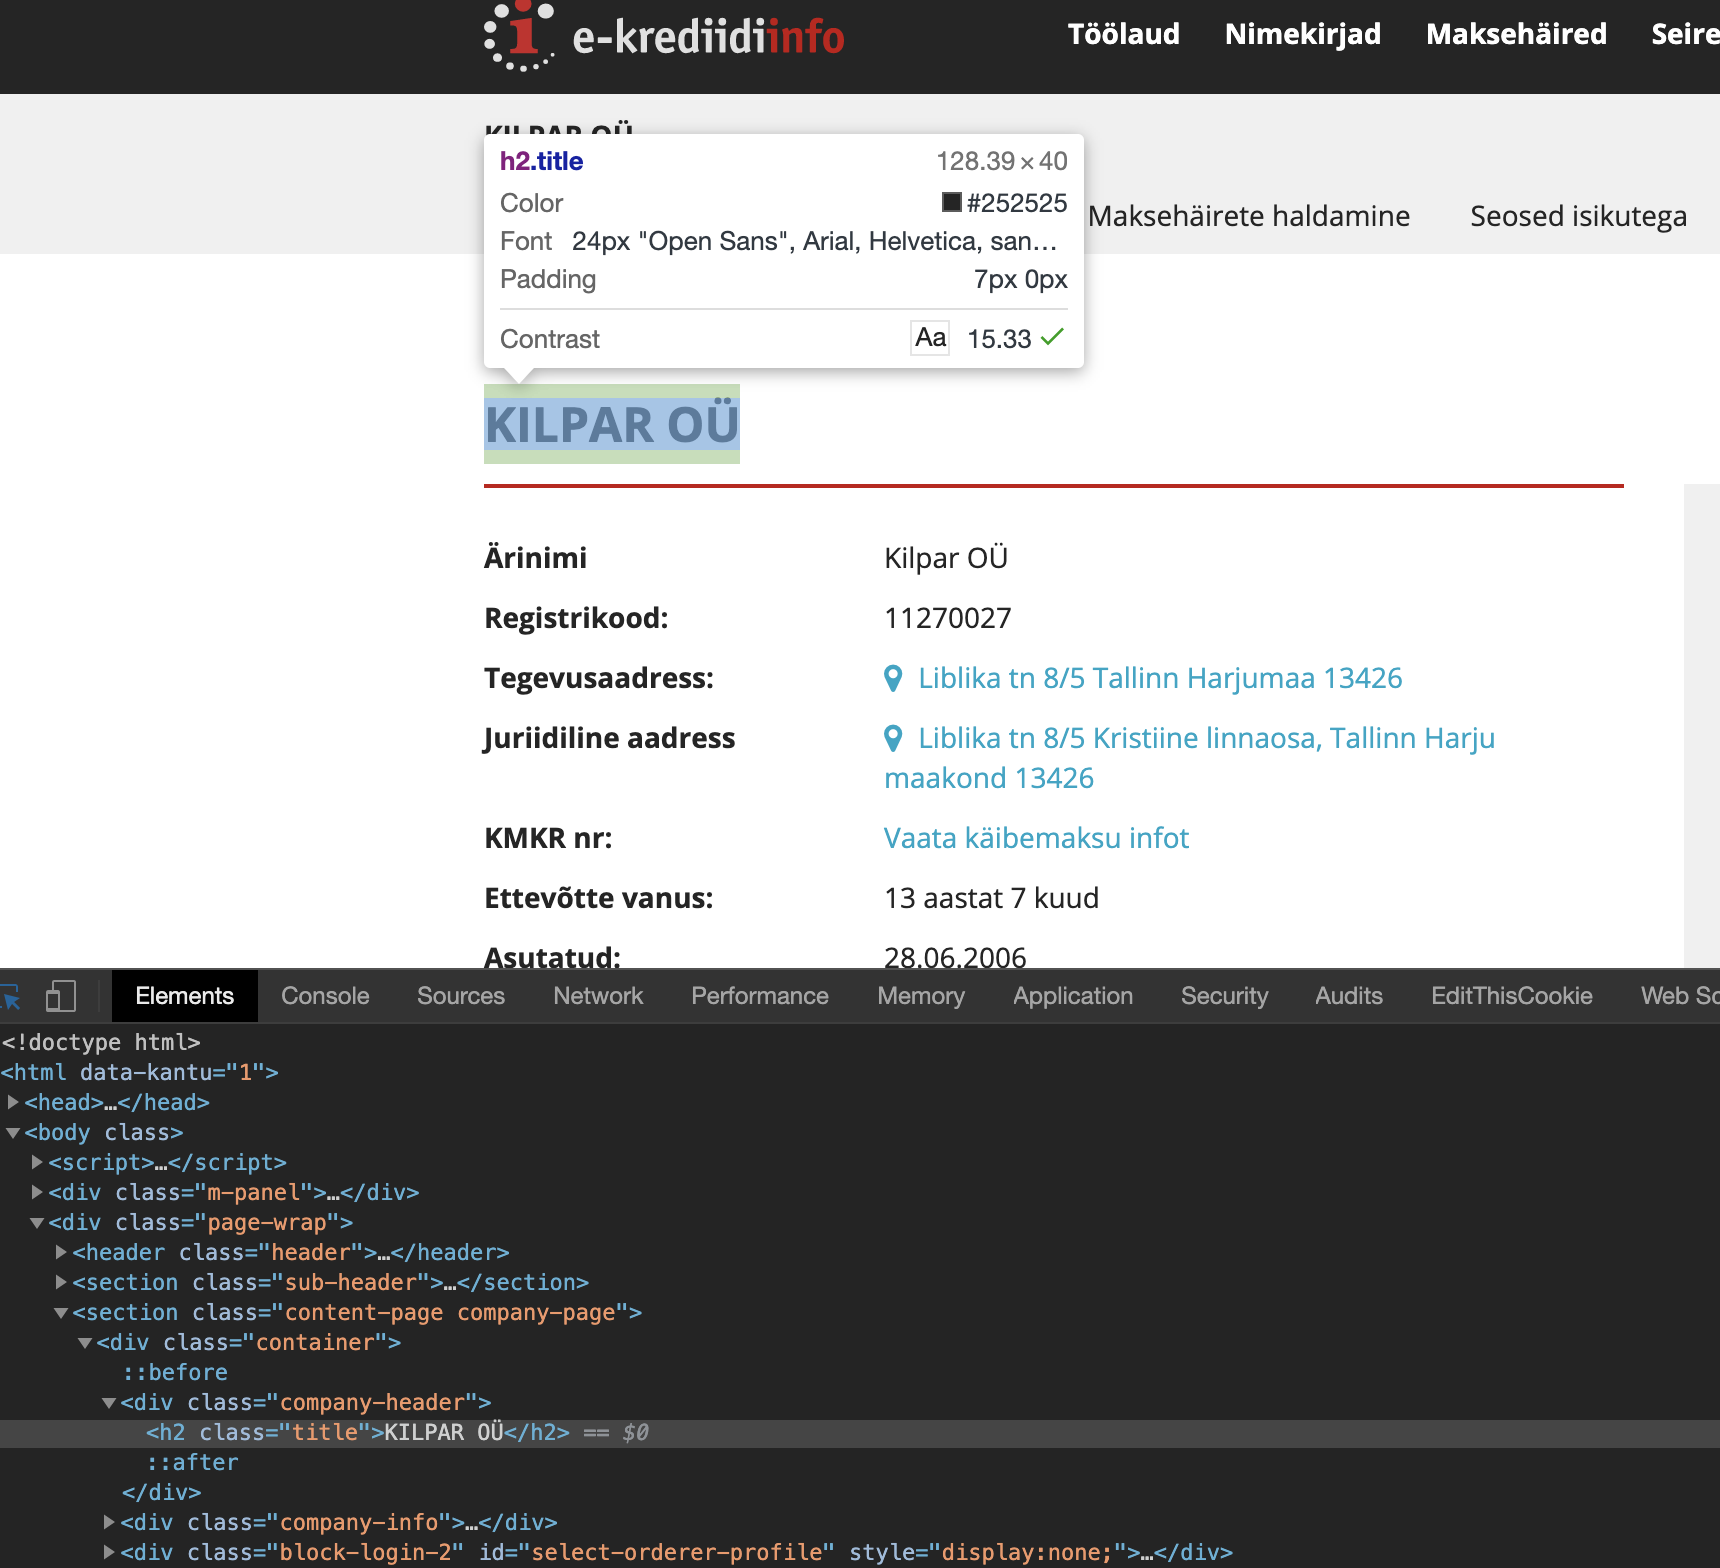 e-krediidiinfo
Töölaud Nimekirjad Maksehäired Seire
KILPAR OÜ
h2.title 128.39 × 40
Color #252525
Font 24px "Open Sans", Arial, Helvetica, san…
Padding 7px 0px
Contrast Aa 15.33
Maksehäirete haldamine Seosed isikutega
KILPAR OÜ
Ärinimi Kilpar OÜ
Registrikood: 11270027
Tegevusaadress: Liblika tn 8/5 Tallinn Harjumaa 13426
Juriidiline aadress Liblika tn 8/5 Kristiine linnaosa, Tallinn Harju
maakond 13426
KMKR nr: Vaata käibemaksu infot
Ettevõtte vanus: 13 aastat 7 kuud
Asutatud: 28.06.2006
Elements Console Sources Network Performance Memory Application Security Audits EditThisCookie Web Sc
<!doctype html>
<html data-kantu="1">
<head>…</head>
<body class>
<script>…</script>
<div class="m-panel">…</div>
<div class="page-wrap">
<header class="header">…</header>
<section class="sub-header">…</section>
<section class="content-page company-page">
<div class="container">
::before
<div class="company-header">
<h2 class="title">KILPAR OÜ</h2> == $0
::after
</div>
<div class="company-info">…</div>
<div class="block-login-2" id="select-orderer-profile" style="display:none;">…</div>